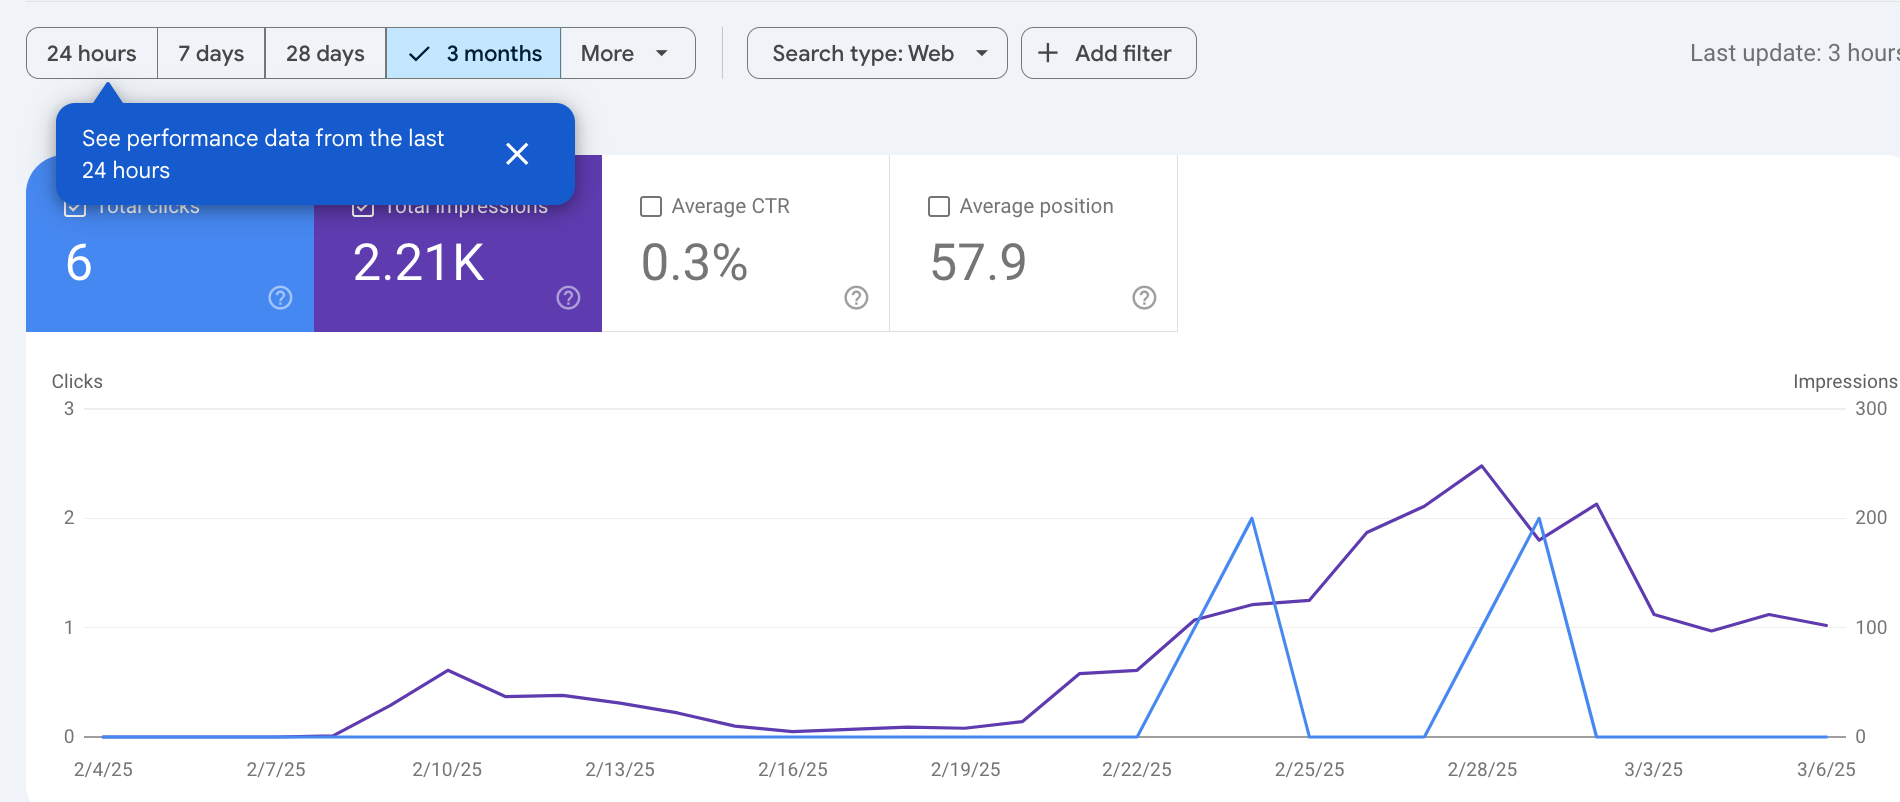 24 hours
7 days
28 days
3 months
More
Search type: Web
Add filter
Last update: 3 hours
See performance data from the last
24 hours
Total clicks
6
Total impressions
2.21K
Average CTR
0.3%
Average position
57.9
Clicks
Impressions
3
300
2
200
1
100
0
0
2/4/25
2/7/25
2/10/25
2/13/25
2/16/25
2/19/25
2/22/25
2/25/25
2/28/25
3/3/25
3/6/25